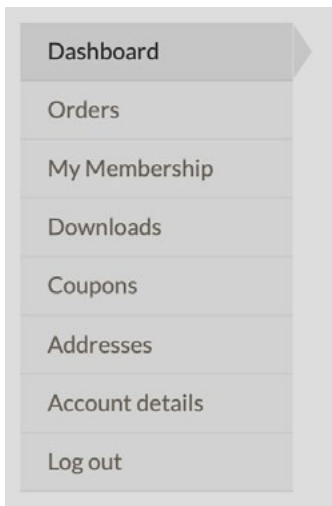 Dashboard
Orders
My Membership
Downloads
Coupons
Addresses
Account details
Log out